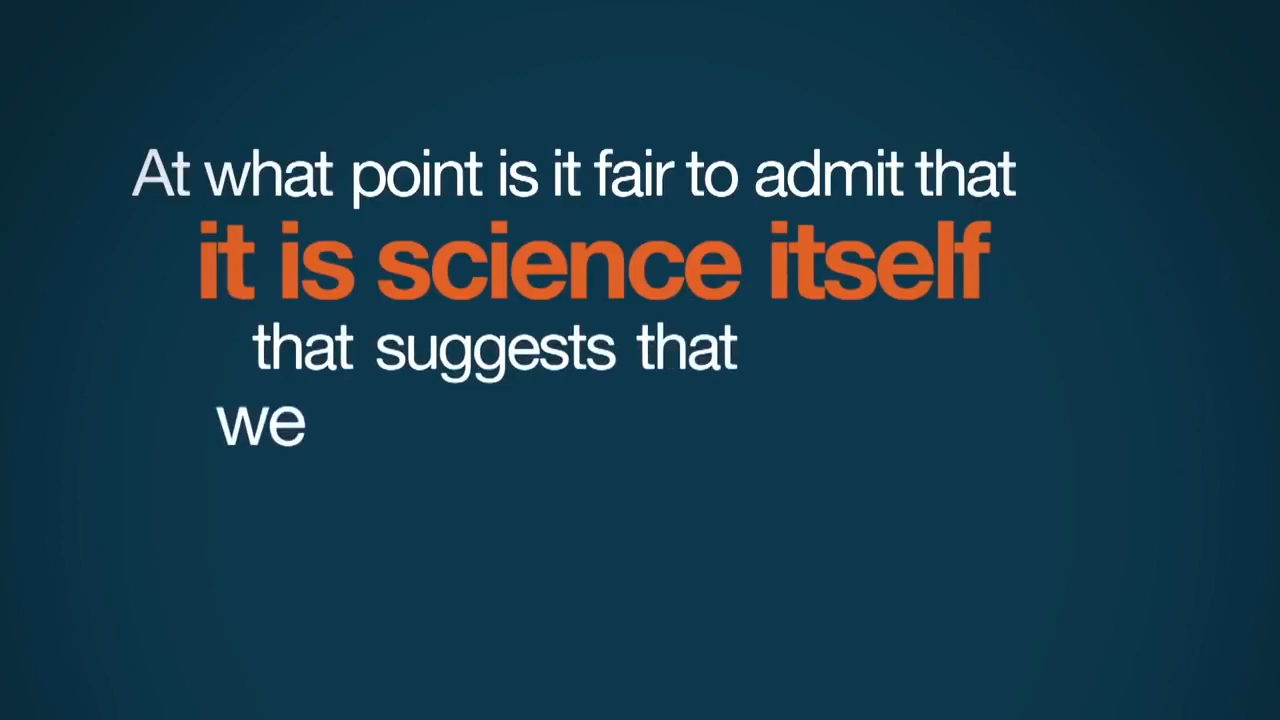 At what point is it fair to admit that
it is science itself
that suggests that
we